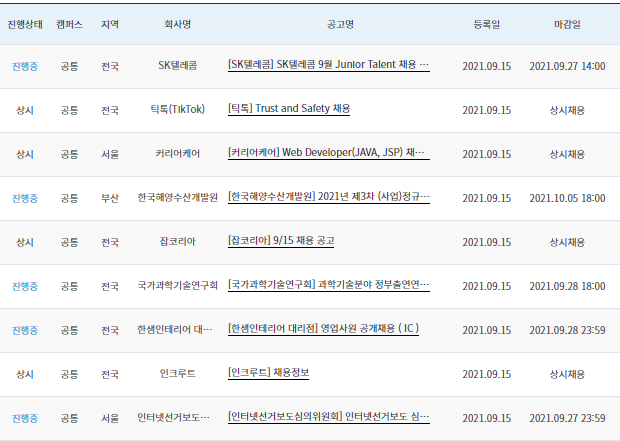 진행상태 캠퍼스 지역 회사명 공고명 등록일 마감일
진행중 공통 전국 SK텔레콤 [SK텔레콤] SK텔레콤 9월 Junior Talent 채용 ··· 2021.09.15 2021.09.27 14:00
상시 공통 전국 틱톡(TikTok) [틱톡] Trust and Safety 채용 2021.09.15 상시채용
상시 공통 서울 커리어케어 [커리어케어] Web Developer(JAVA, JSP) 채··· 2021.09.15 상시채용
진행중 공통 부산 한국해양수산개발원 [한국해양수산개발원] 2021년 제3차 (사업)정규··· 2021.09.15 2021.10.05 18:00
상시 공통 전국 잡코리아 [잡코리아] 9/15 채용 공고 2021.09.15 상시채용
진행중 공통 전국 국가과학기술연구회 [국가과학기술연구회] 과학기술분야 정부출연연··· 2021.09.15 2021.09.28 18:00
진행중 공통 전국 한샘인테리어 대··· [한샘인테리어 대리점] 영업사원 공개채용 ( IC ) 2021.09.15 2021.09.28 23:59
상시 공통 전국 인크루트 [인크루트] 채용정보 2021.09.15 상시채용
진행중 공통 서울 인터넷선거보도··· [인터넷선거보도심의위원회] 인터넷선거보도 심··· 2021.09.15 2021.09.27 23:59